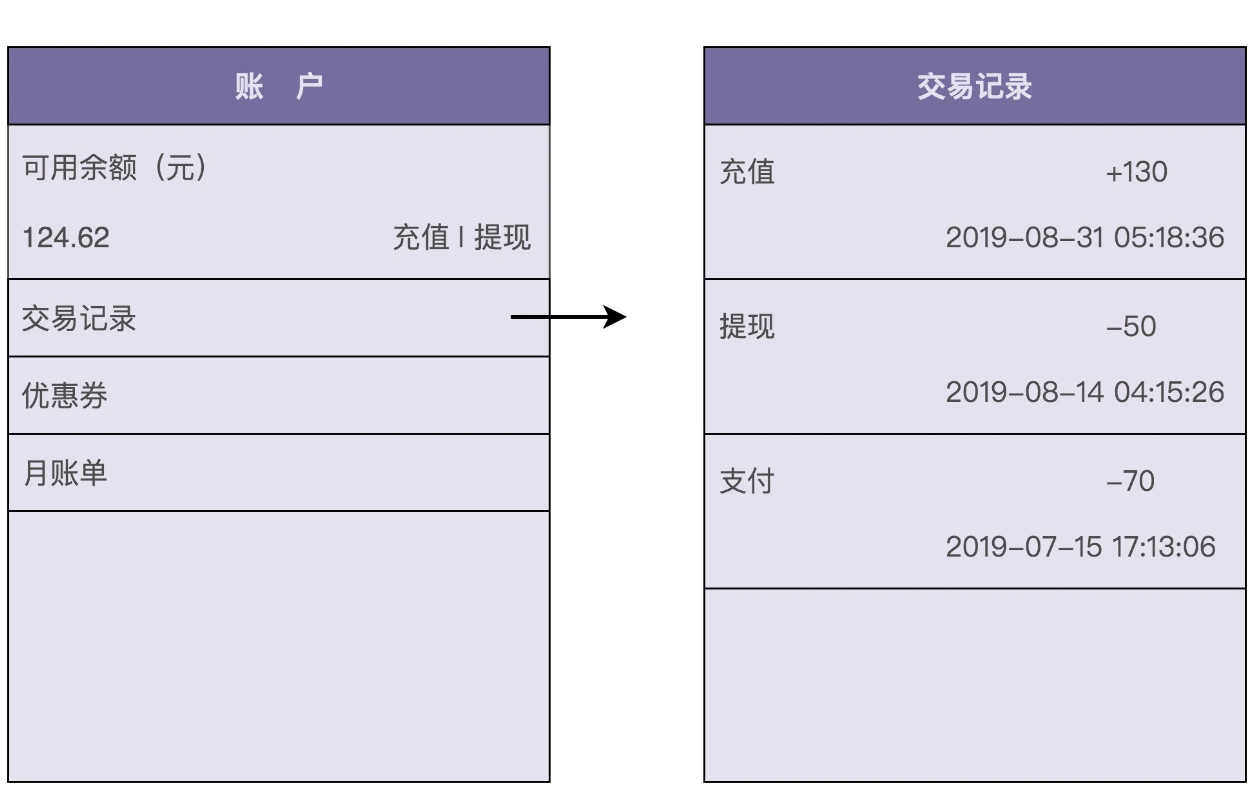 账 户
可用余额（元）
124.62 充值 | 提现
交易记录
优惠券
月账单
交易记录
充值 +130
2019-08-31 05:18:36
提现 -50
2019-08-14 04:15:26
支付 -70
2019-07-15 17:13:06